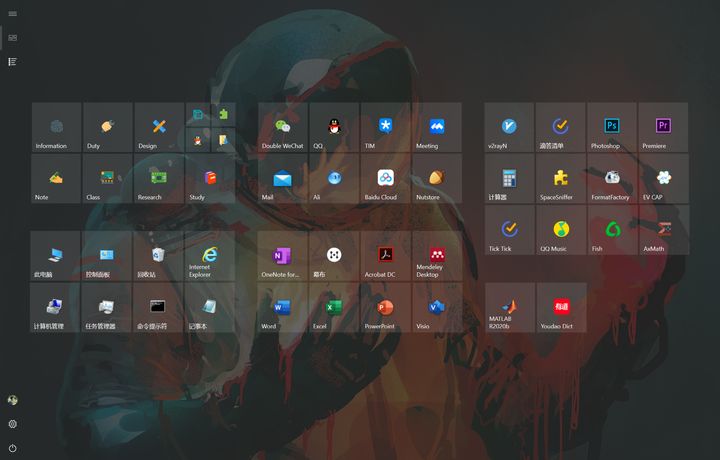 Information
Duty
Design
Note
Class
Research
Study
此电脑
控制面板
回收站
Internet
Explorer
计算机管理
任务管理器
命令提示符
记事本
Double WeChat
QQ
TIM
Meeting
Mail
Ali
Baidu Cloud
Nutstore
OneNote for...
幕布
Acrobat DC
Mendeley
Desktop
Word
Excel
PowerPoint
Visio
v2rayN
滴答清单
Photoshop
Premiere
Ps
Pr
计算器
SpaceSniffer
FormatFactory
EV CAP
Tick Tick
QQ Music
Fish
AxMath
MATLAB
R2020b
有道
Youdao Dict